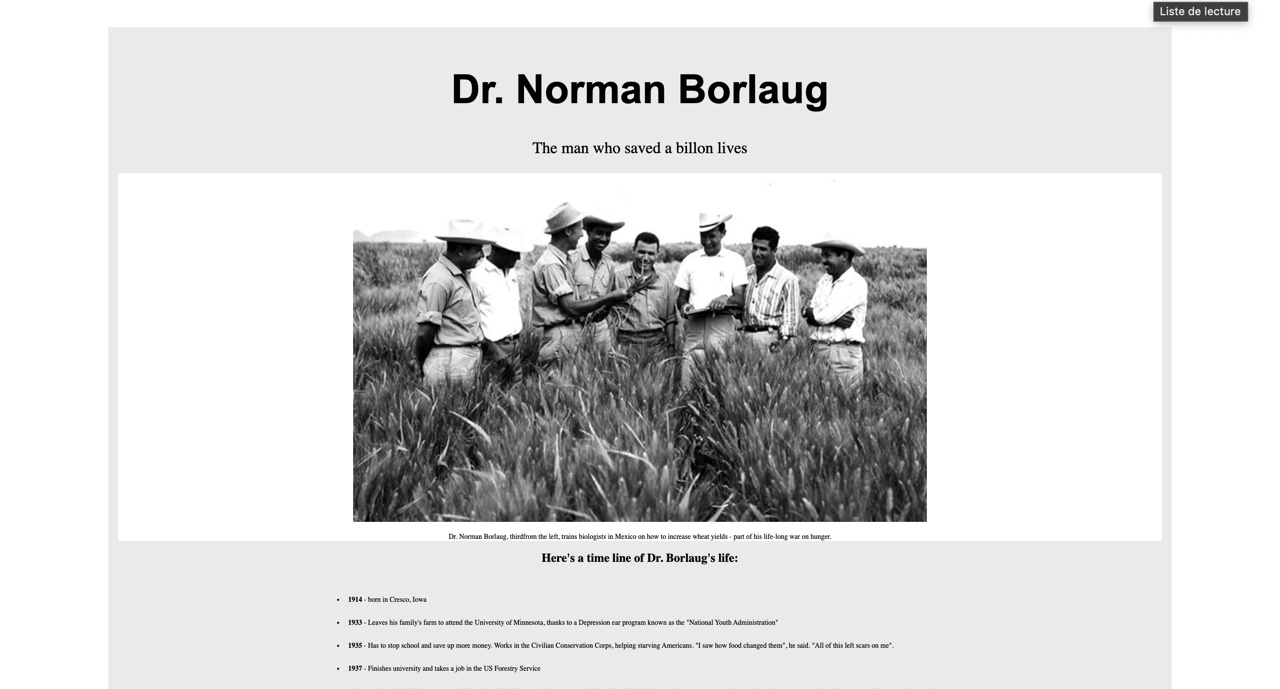 Liste de lecture
Dr. Norman Borlaug
The man who saved a billon lives
Dr. Norman Borlaug, thirdfrom the left, trains biologists in Mexico on how to increase wheat yields - part of his life-long war on hunger.
Here's a time line of Dr. Borlaug's life:
• 1914 - born in Cresco, Iowa
• 1933 - Leaves his family's farm to attend the University of Minnesota, thanks to a Depression ear program known as the "National Youth Administration"
• 1935 - Has to stop school and save up more money. Works in the Civilian Conservation Corps, helping starving Americans. "I saw how food changed them", he said. "All of this left scars on me".
• 1937 - Finishes university and takes a job in the US Forestry Service